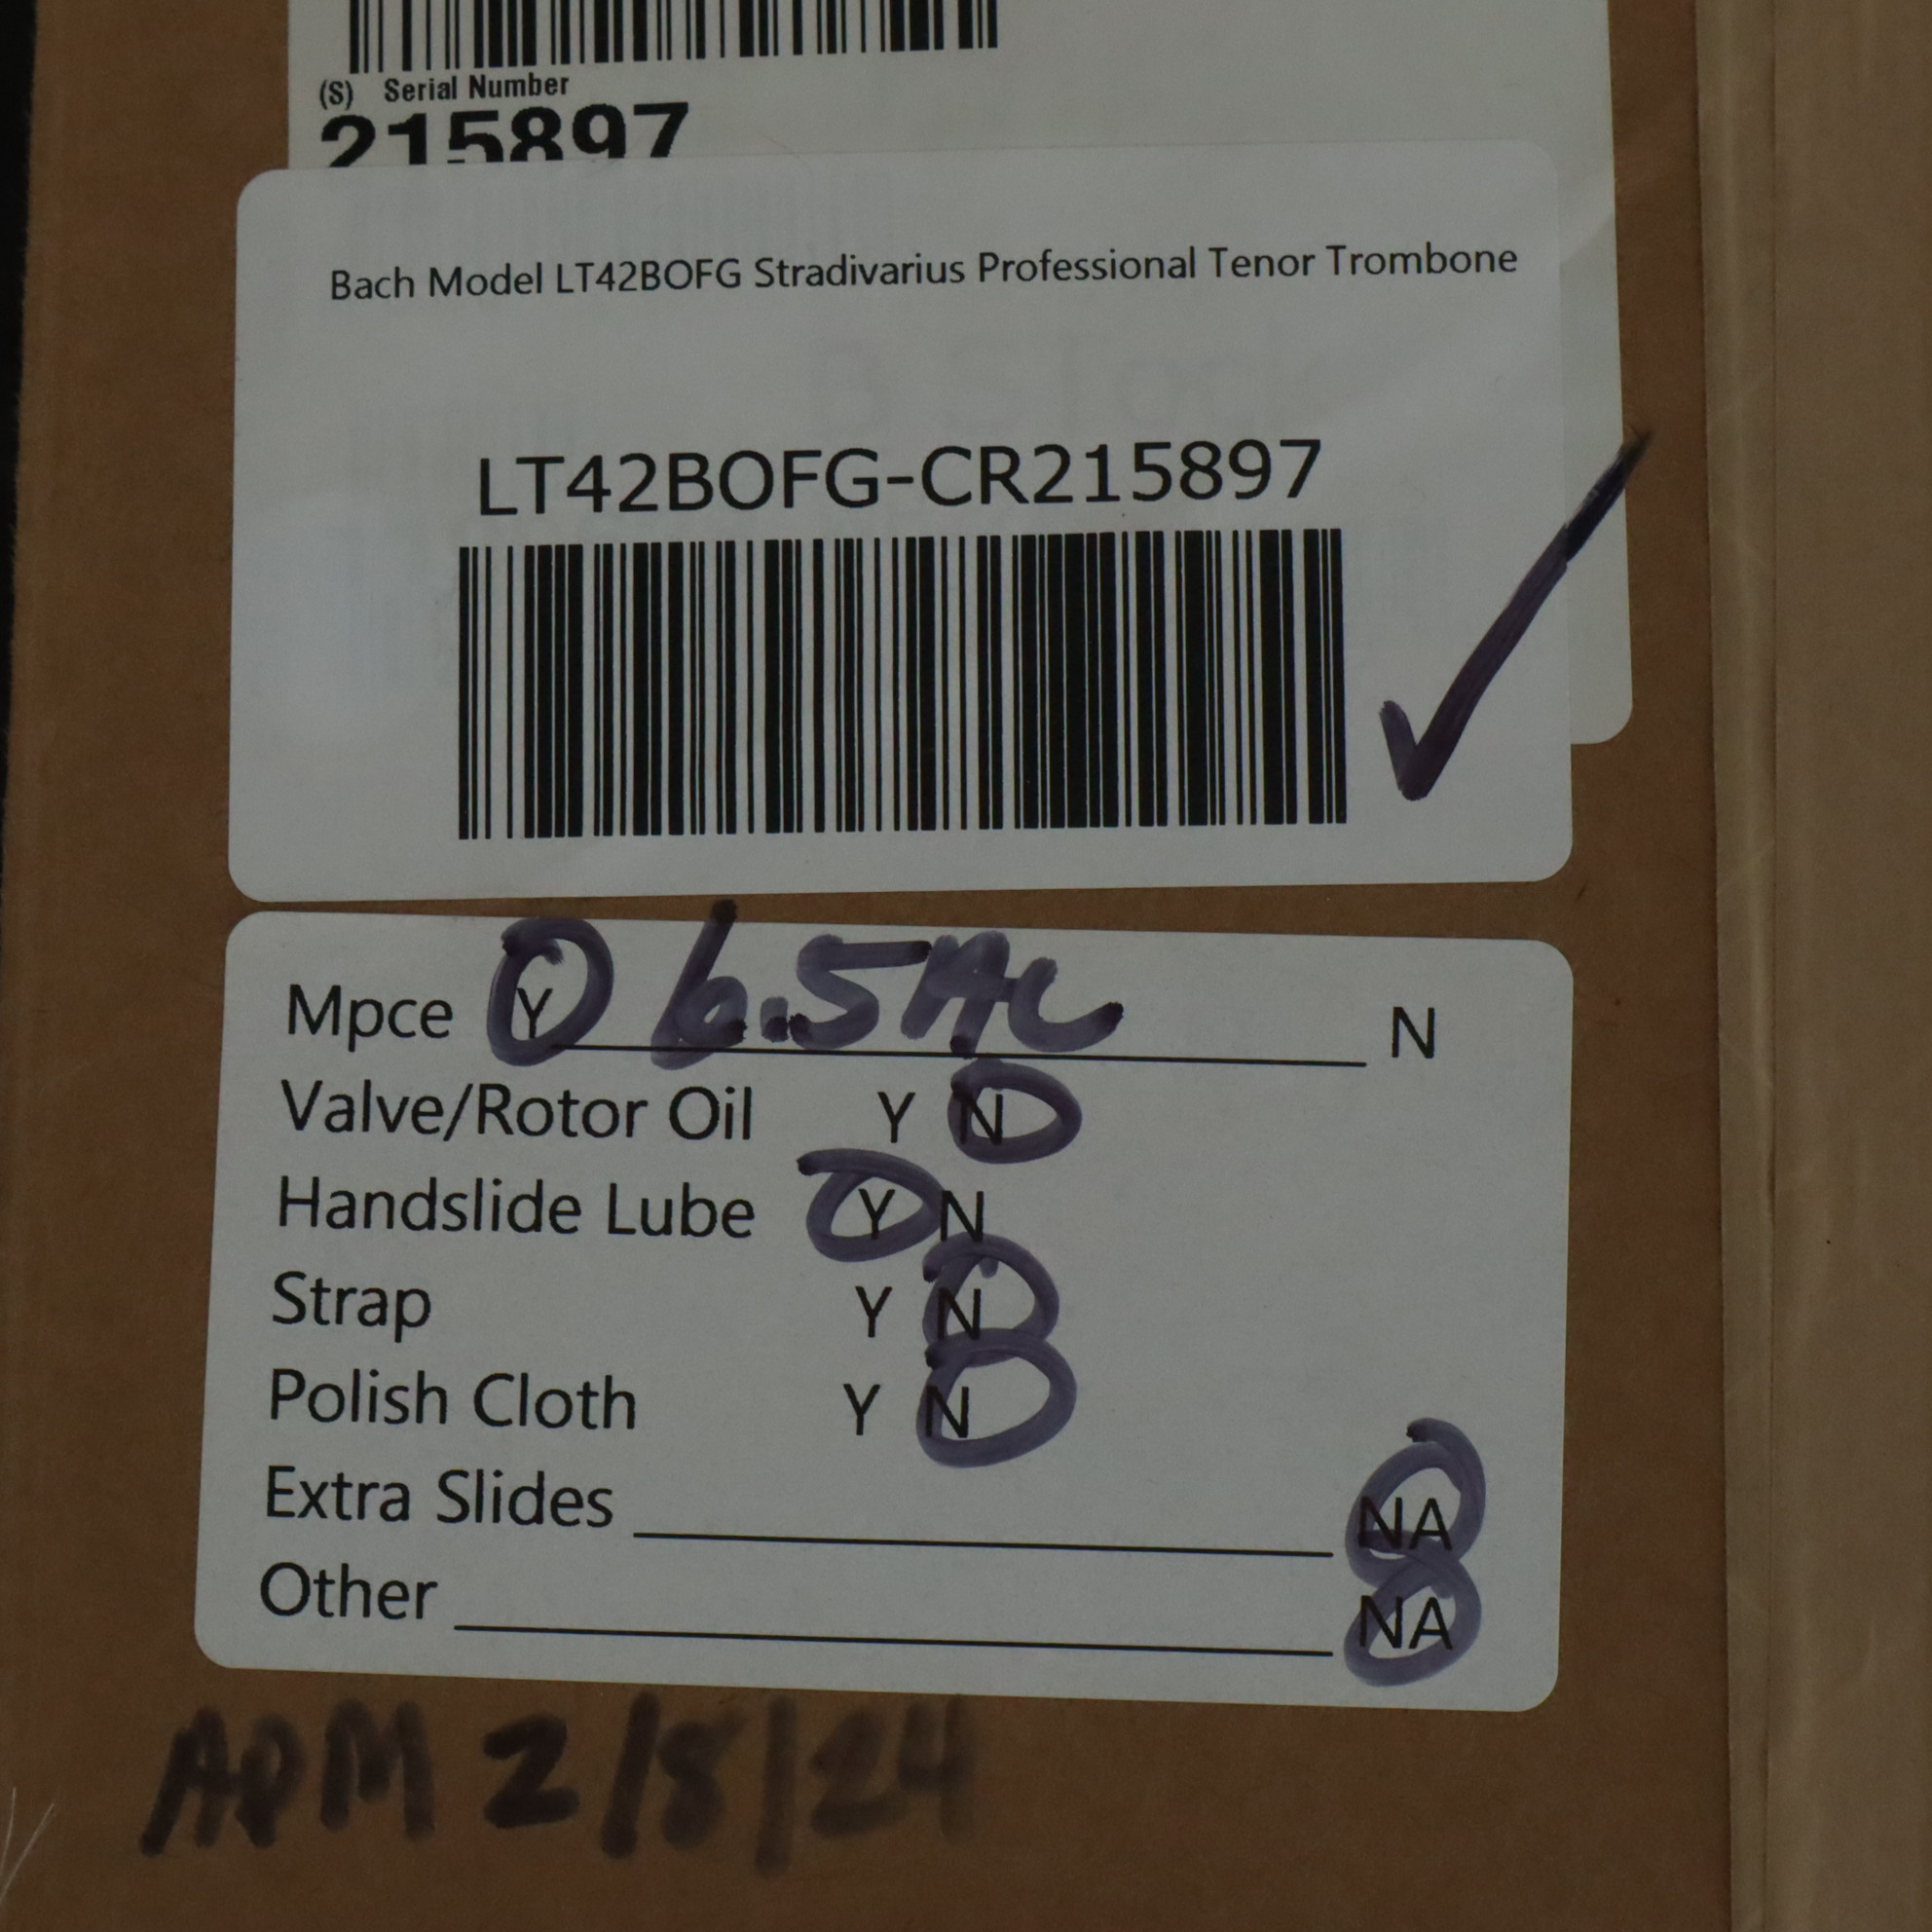 (S) Serial Number
215897
Bach Model LT42BOFG Stradivarius Professional Tenor Trombone
LT42BOFG-CR215897
Mpce Y 6.5AL N
Valve/Rotor Oil Y N
Handslide Lube Y N
Strap Y N
Polish Cloth Y N
Extra Slides NA
Other NA
APM 2/8/24